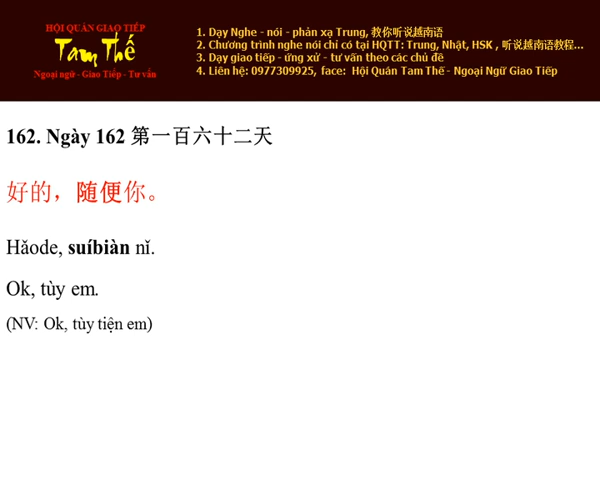 HỘI QUÁN GIAO TIẾP
Tam Thế
Ngoại ngữ - Giao Tiếp - Tư vấn
1. Dạy Nghe - nói - phản xạ Trung, 教你听说越南语
2. Chương trình nghe nói chỉ có tại HQTT: Trung, Nhật, HSK , 听说越南语教程...
3. Dạy giao tiếp - ứng xử - tư vấn theo các chủ đề
4. Liên hệ: 0977309925, face: Hội Quán Tam Thế - Ngoại Ngữ Giao Tiếp
162. Ngày 162 第一百六十二天
好的，随便你。
Hǎode, suíbiàn nǐ.
Ok, tùy em.
(NV: Ok, tùy tiện em)